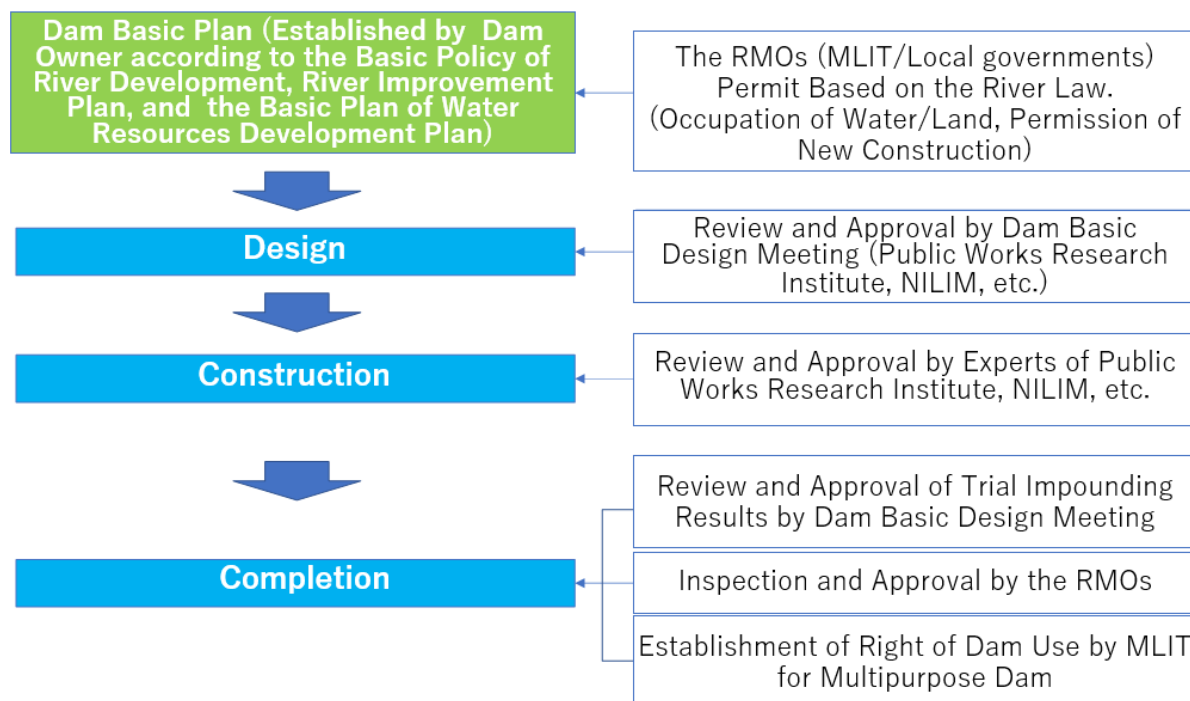 Dam Basic Plan (Established by Dam
Owner according to the Basic Policy of
River Development, River Improvement
Plan, and the Basic Plan of Water
Resources Development Plan)
The RMOs (MLIT/Local governments)
Permit Based on the River Law.
(Occupation of Water/Land, Permission of
New Construction)
Design
Review and Approval by Dam Basic
Design Meeting (Public Works Research
Institute, NILIM, etc.)
Construction
Review and Approval by Experts of Public
Works Research Institute, NILIM, etc.
Completion
Review and Approval of Trial Impounding
Results by Dam Basic Design Meeting
Inspection and Approval by the RMOs
Establishment of Right of Dam Use by MLIT
for Multipurpose Dam